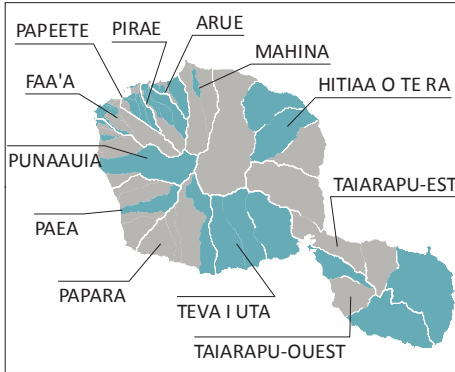 ARUE
PIRAE
PAPEETE
MAHINA
FAA'A
HITIAA O TE RA
PUNAAUIA
TAIARAPU-EST
PAEA
PAPARA
TEVA I UTA
TAIARAPU-OUEST